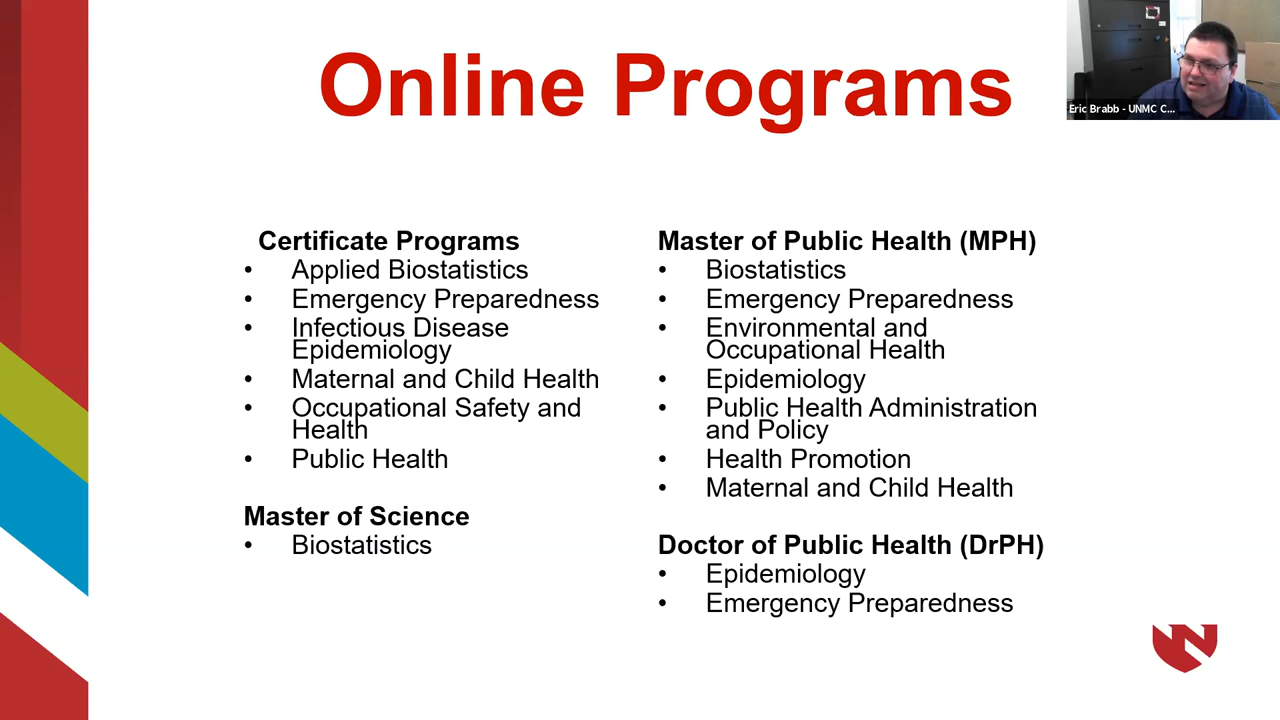 Online Programs
Eric Brabb - UNMC C...
Certificate Programs
• Applied Biostatistics
• Emergency Preparedness
• Infectious Disease
Epidemiology
• Maternal and Child Health
• Occupational Safety and
Health
• Public Health
Master of Science
• Biostatistics
Master of Public Health (MPH)
• Biostatistics
• Emergency Preparedness
• Environmental and
Occupational Health
• Epidemiology
• Public Health Administration
and Policy
• Health Promotion
• Maternal and Child Health
Doctor of Public Health (DrPH)
• Epidemiology
• Emergency Preparedness